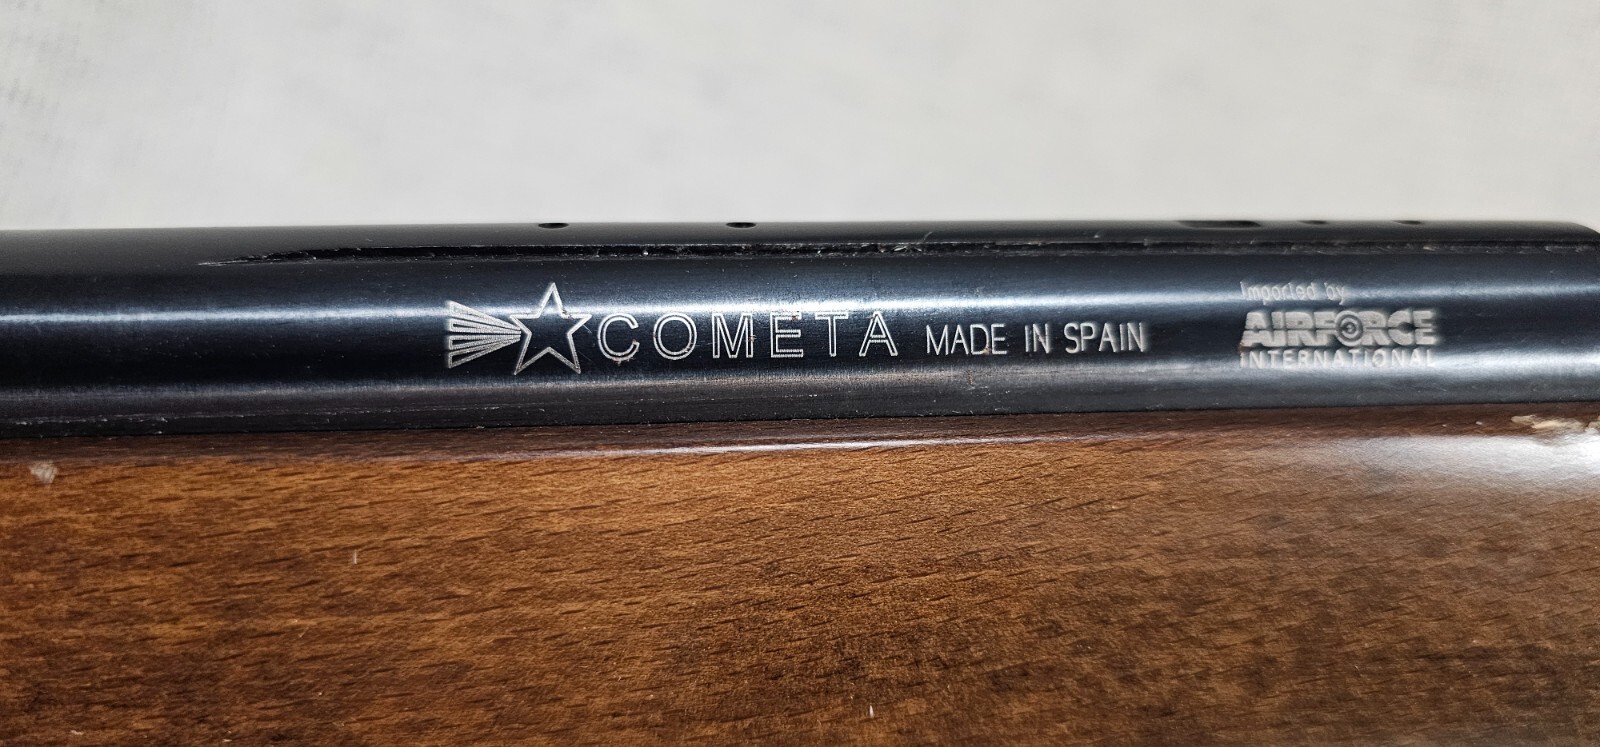 COMETA MADE IN SPAIN
Imported by
AIRFORCE
INTERNATIONAL